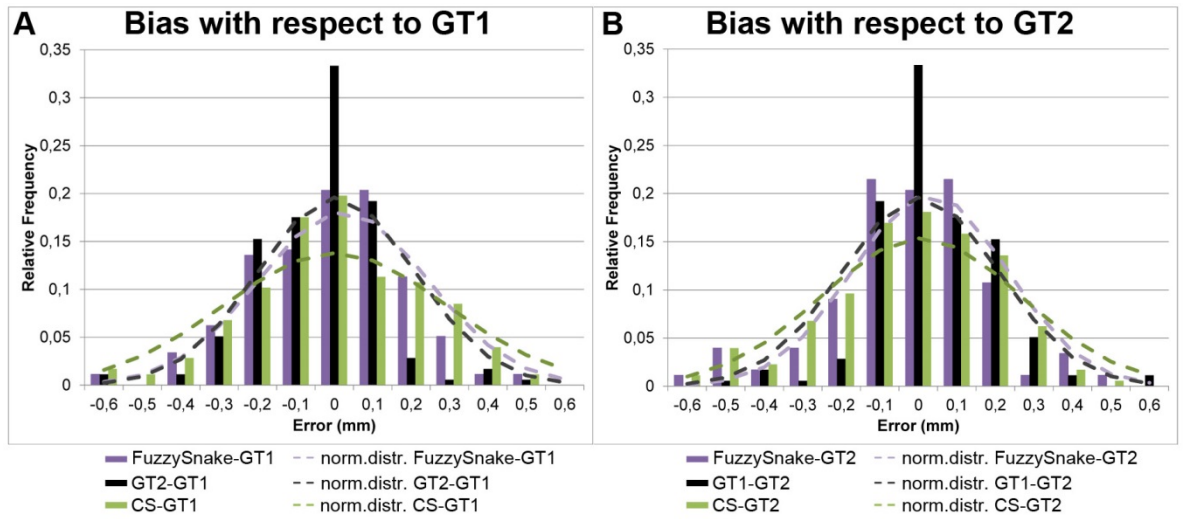 A Bias with respect to GT1
0,35
0,3
0,25
0,2
0,15
0,1
0,05
0
Relative Frequency
-0,6 -0,5 -0,4 -0,3 -0,2 -0,1 0 0,1 0,2 0,3 0,4 0,5 0,6
Error (mm)
FuzzySnake-GT1 norm.distr. FuzzySnake-GT1
GT2-GT1 norm.distr. GT2-GT1
CS-GT1 norm.distr. CS-GT1
B Bias with respect to GT2
0,35
0,3
0,25
0,2
0,15
0,1
0,05
0
Relative Frequency
-0,6 -0,5 -0,4 -0,3 -0,2 -0,1 0 0,1 0,2 0,3 0,4 0,5 0,6
Error (mm)
FuzzySnake-GT2 norm.distr. FuzzySnake-GT2
GT1-GT2 norm.distr. GT1-GT2
CS-GT2 norm.distr. CS-GT2